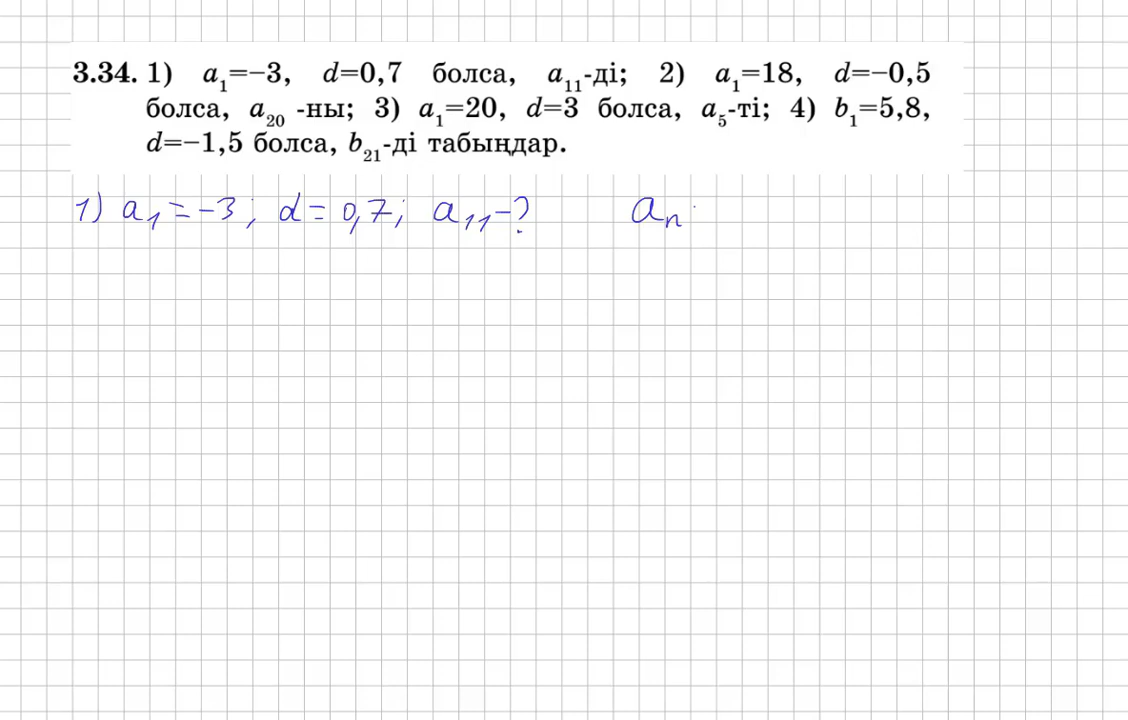 3.34. 1) a₁=−3, d=0,7 болса, a₁₁-ді; 2) a₁=18, d=−0,5
болса, a₂₀ -ны; 3) a₁=20, d=3 болса, a₅-ті; 4) b₁=5,8,
d=−1,5 болса, b₂₁-ді табыңдар.
1) a₁ = −3; d = 0,7; a₁₁ −? aₙ